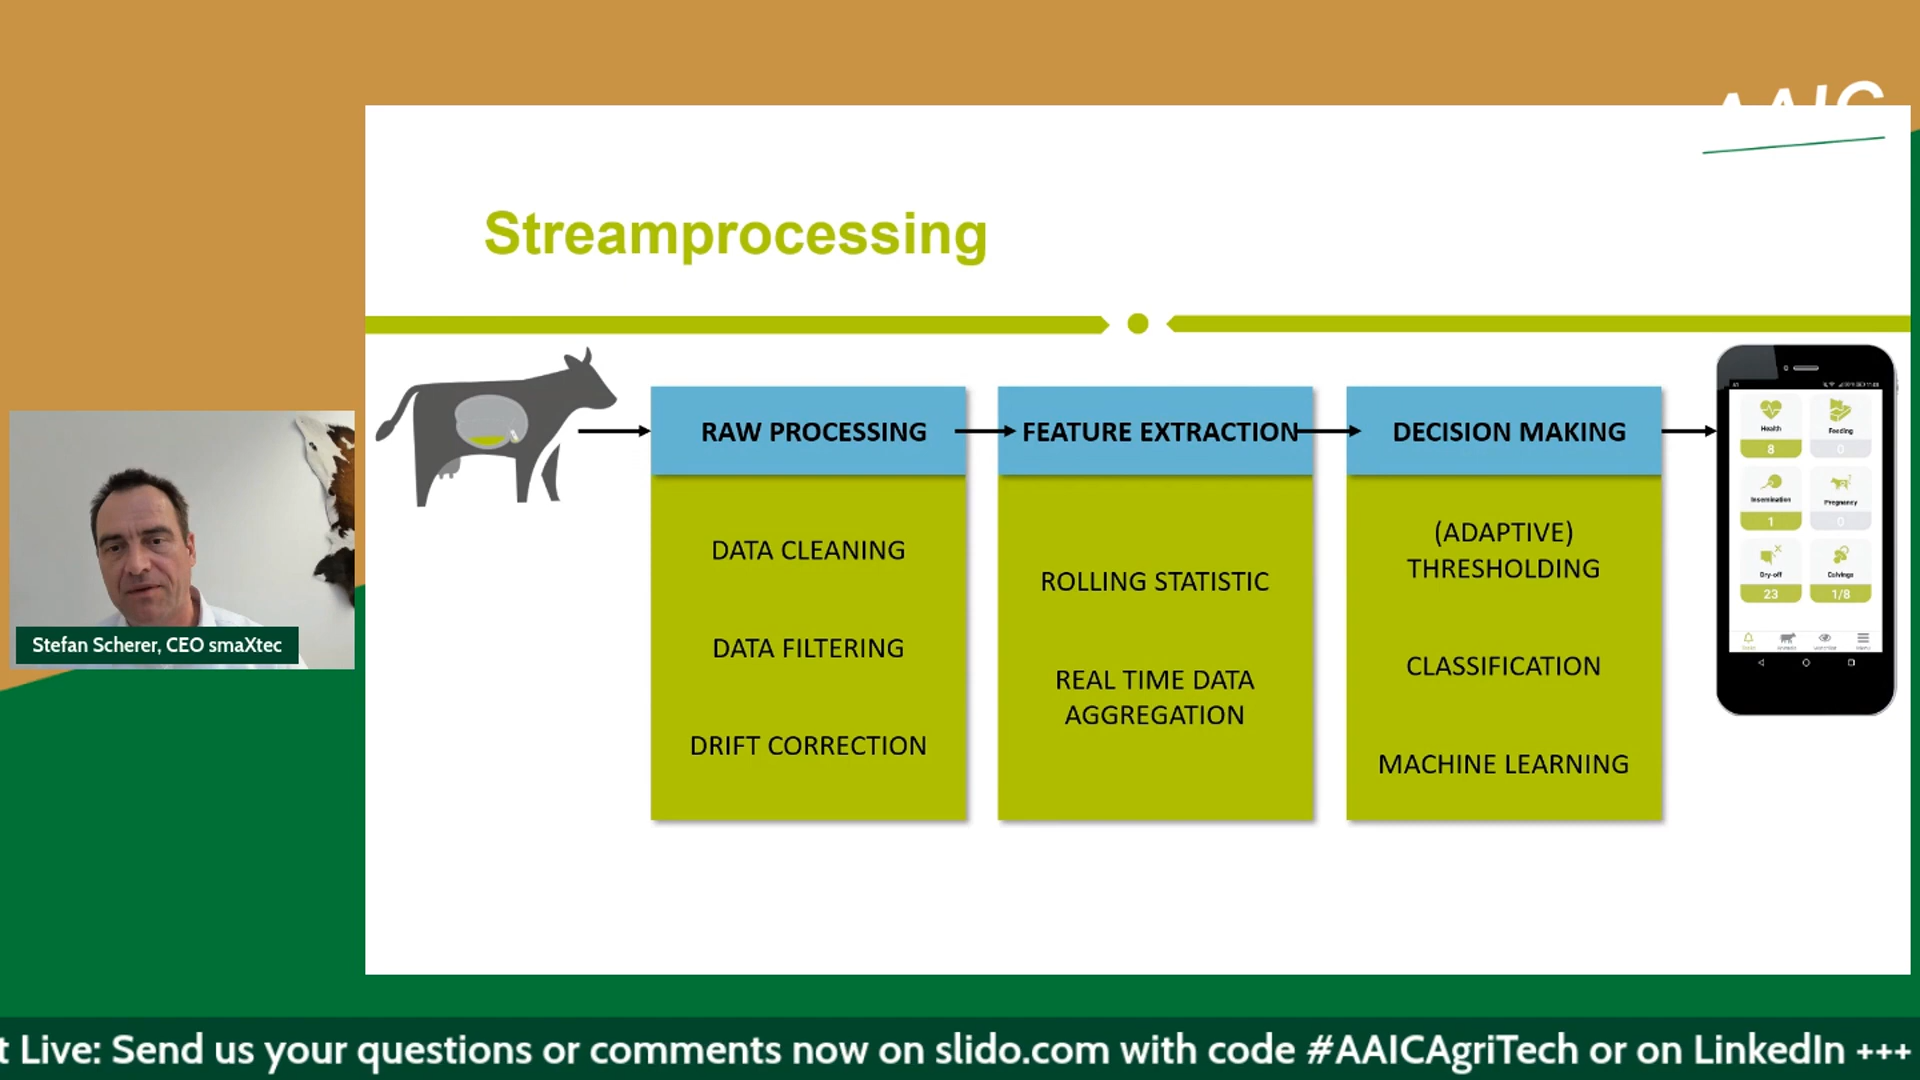 AAIC
Streamprocessing
RAW PROCESSING
DATA CLEANING
DATA FILTERING
DRIFT CORRECTION
FEATURE EXTRACTION
ROLLING STATISTIC
REAL TIME DATA
AGGREGATION
DECISION MAKING
(ADAPTIVE)
THRESHOLDING
CLASSIFICATION
MACHINE LEARNING
Health
8
Feeding
0
Insemination
1
Pregnancy
0
Dry-off
23
Calvings
1/8
Stefan Scherer, CEO smaXtec
t Live: Send us your questions or comments now on slido.com with code #AAICAgriTech or on LinkedIn +++